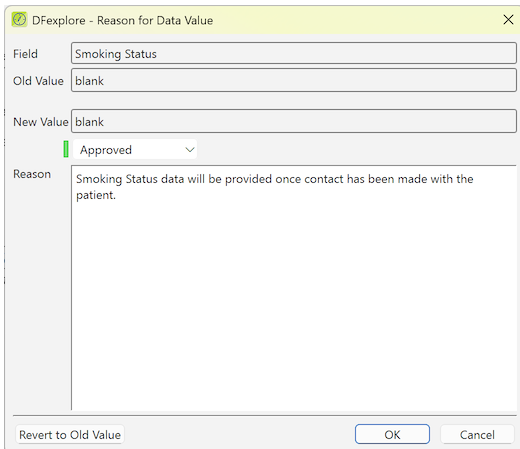 DFexplore - Reason for Data Value
Field Smoking Status
Old Value blank
New Value blank
Approved
Reason Smoking Status data will be provided once contact has been made with the
patient.
Revert to Old Value OK Cancel